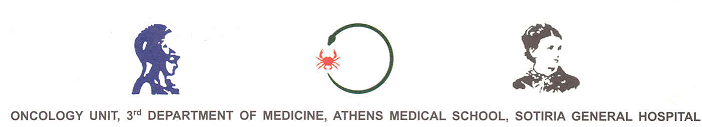 ONCOLOGY UNIT, 3rd DEPARTMENT OF MEDICINE, ATHENS MEDICAL SCHOOL, SOTIRIA GENERAL HOSPITAL